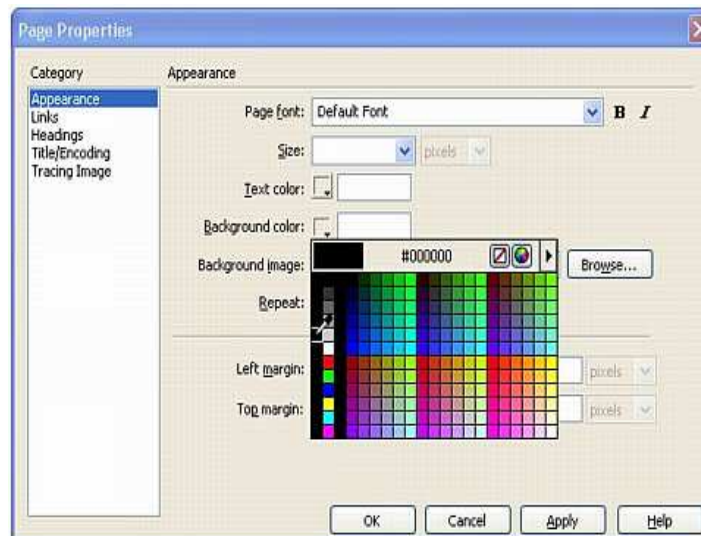 Page Properties
Category
Appearance
Links
Headings
Title/Encoding
Tracing Image
Appearance
Page font: Default Font B I
Size: pixels
Text color:
Background color:
#000000
Background image: Browse...
Repeat:
Left margin: pixels
Top margin: pixels
OK Cancel Apply Help